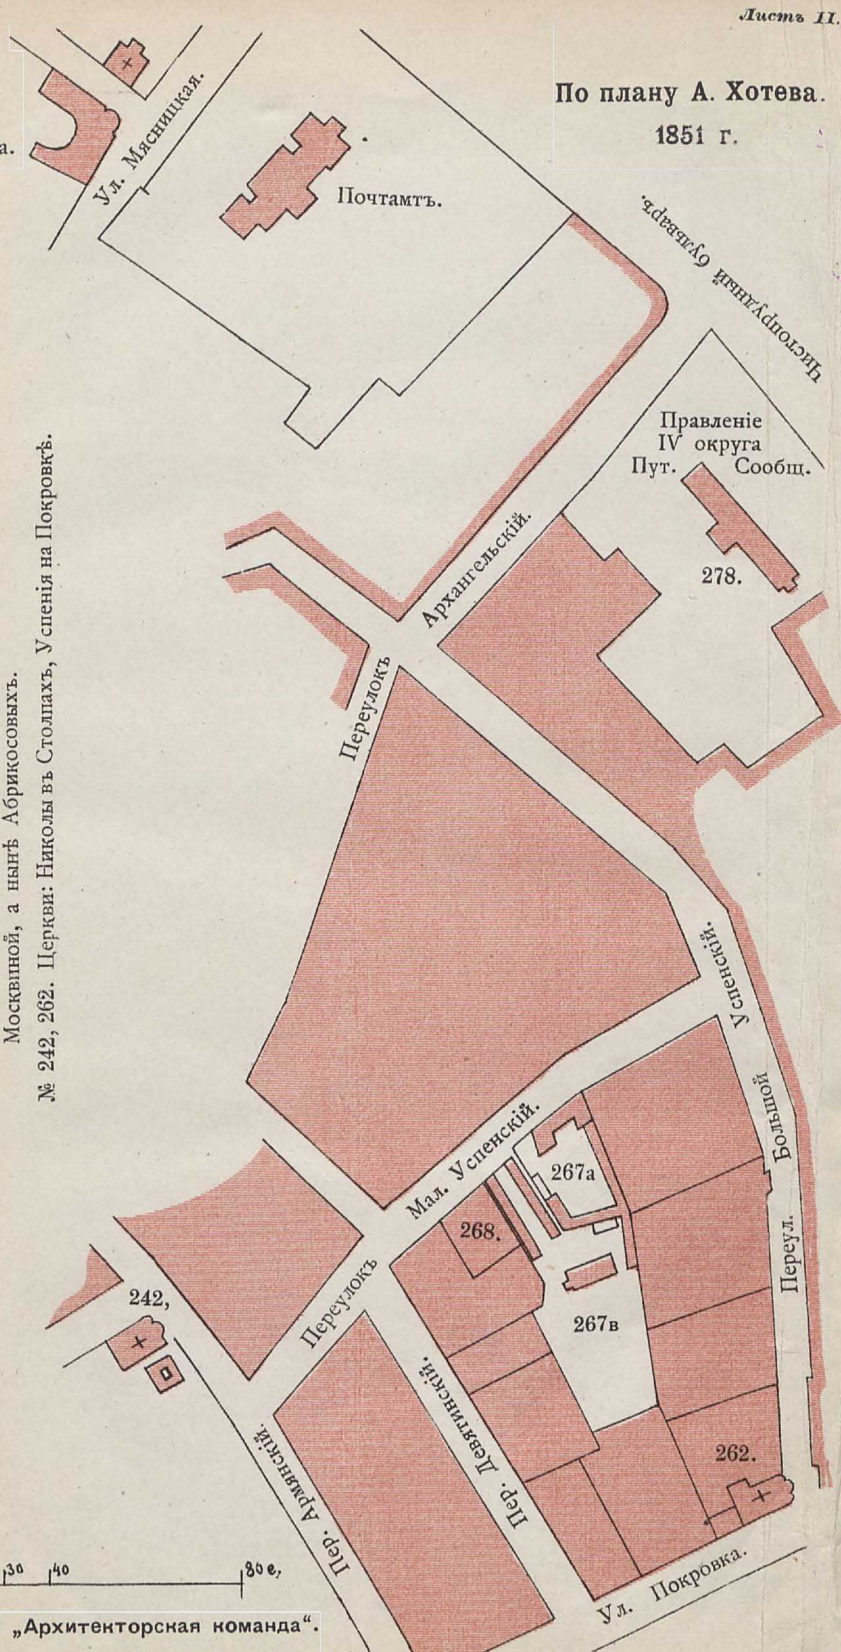 Листъ II.
По плану А. Хотева.
1851 г.
а.
Ул. Мясницкая.
Почтамтъ.
Чистопрудный бульваръ.
Правленіе
IV округа
Пут. Сообщ.
278.
Архангельскій.
Переулокъ
Москвиной, а нынѣ Абрикосовыхъ.
№ 242, 262. Церкви: Николы въ Столпахъ, Успенія на Покровкѣ.
Успенскій.
Большой
Переул.
Мал. Успенскій.
Переулокъ
267а
268.
267в
242,
262.
Пер. Девятинскій.
Пер. Армянскій.
Ул. Покровка.
30 40 80 с,
„Архитекторская команда“.